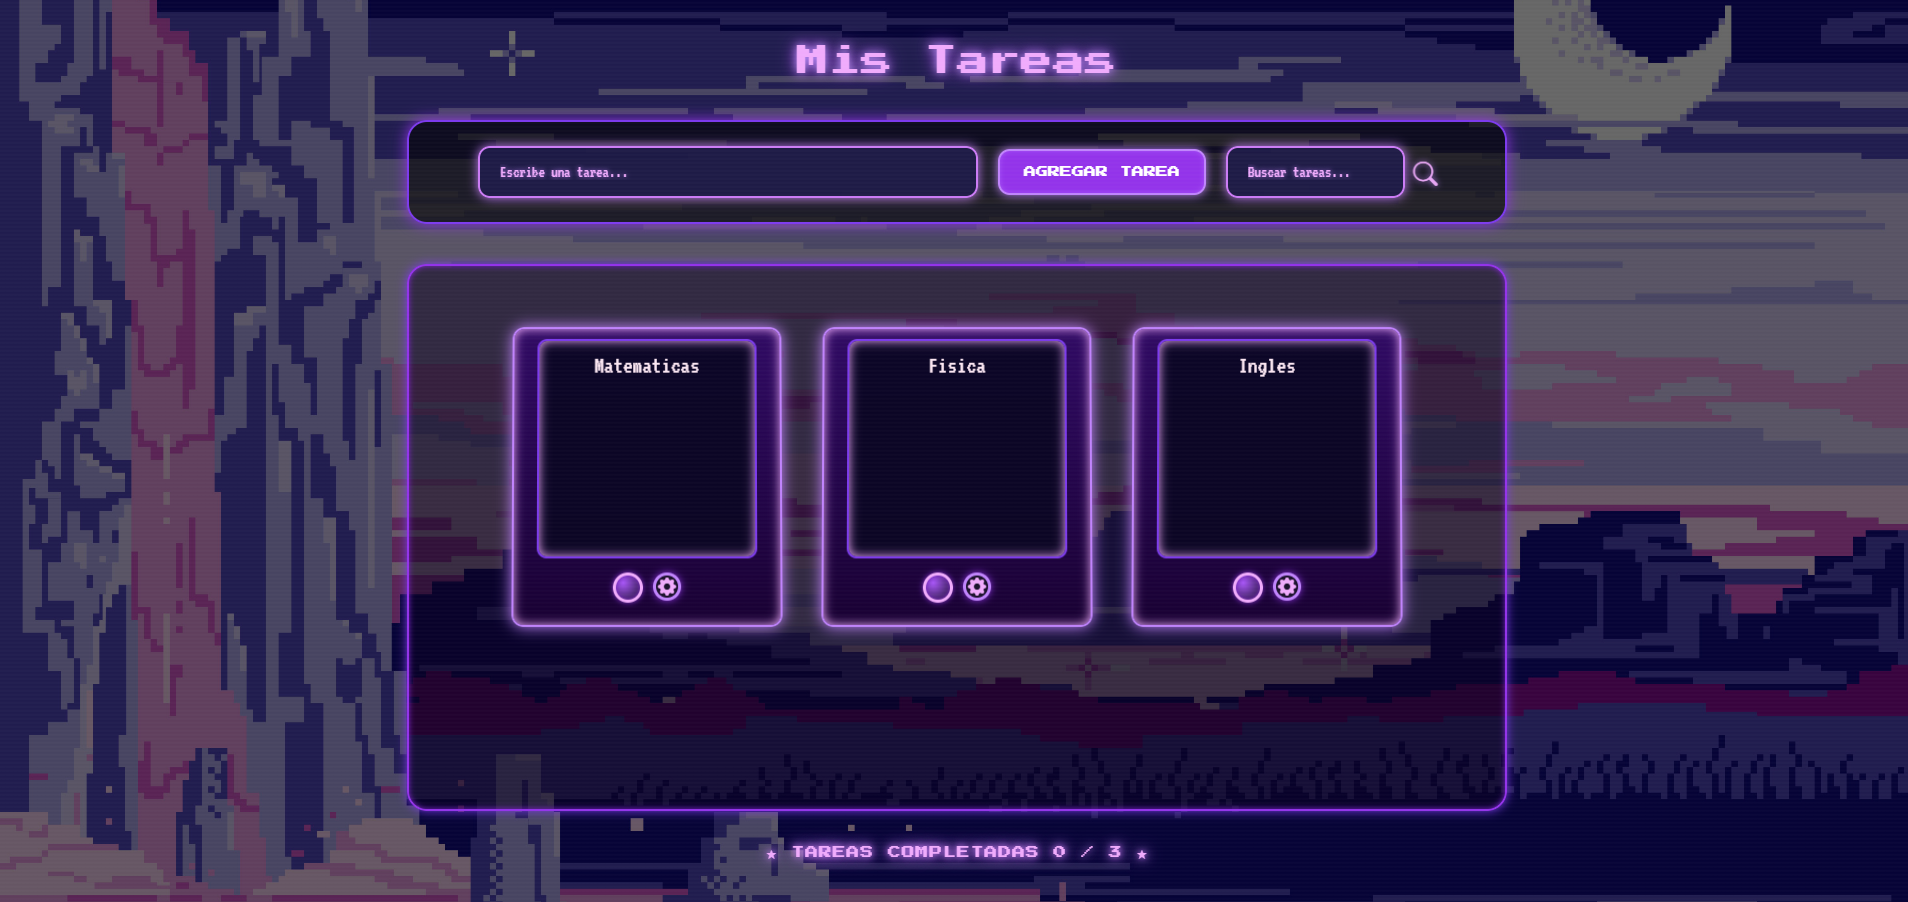 Mis Tareas
Escribe una tarea...
AGREGAR TAREA
Buscar tareas...
Matematicas
Fisica
Ingles
★ TAREAS COMPLETADAS 0 / 3 ★